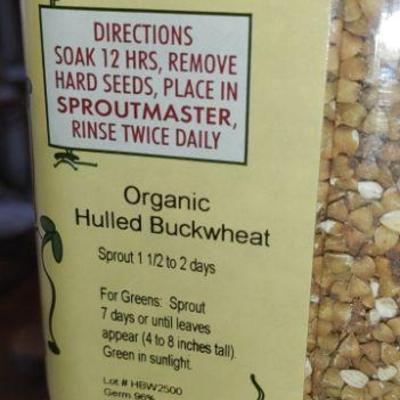 DIRECTIONS
SOAK 12 HRS, REMOVE
HARD SEEDS, PLACE IN
SPROUTMASTER,
RINSE TWICE DAILY
Organic
Hulled Buckwheat
Sprout 1 1/2 to 2 days
For Greens: Sprout
7 days or until leaves
appear (4 to 8 inches tall).
Green in sunlight.
Lot # HBW2500
Germ 96%